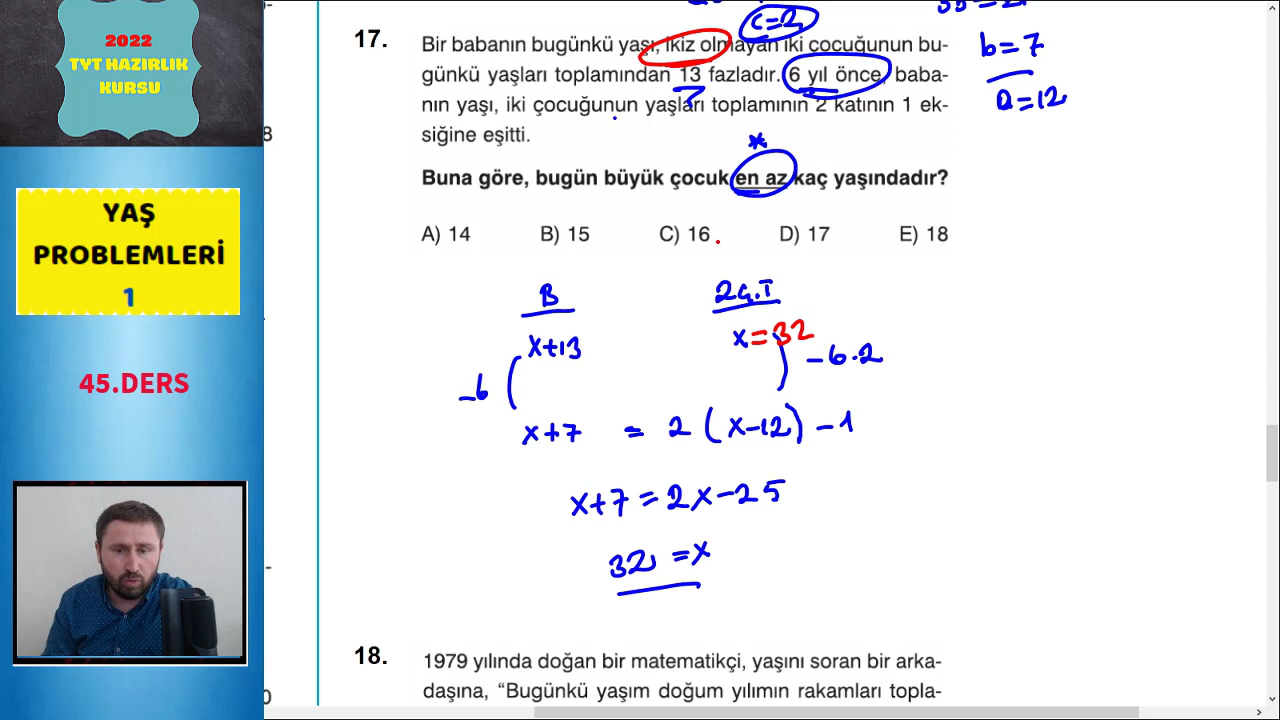 2022
TYT HAZIRLIK
KURSU
YAŞ
PROBLEMLERİ
1
45.DERS
c=2
b=7
a=12
8
17. Bir babanın bugünkü yaşı, ikiz olmayan iki çocuğunun bu-
günkü yaşları toplamından 13 fazladır. 6 yıl önce, baba-
nın yaşı, iki çocuğunun yaşları toplamının 2 katının 1 ek-
siğine eşitti.
Buna göre, bugün büyük çocuk en az kaç yaşındadır?
A) 14 B) 15 C) 16 D) 17 E) 18
B 2Ç.T
x+13 x=32
-6 -6.2
x+7 = 2(x-12)-1
x+7=2x-25
32=x
18. 1979 yılında doğan bir matematikçi, yaşını soran bir arka-
daşına, “Bugünkü yaşım doğum yılımın rakamları topla-
0